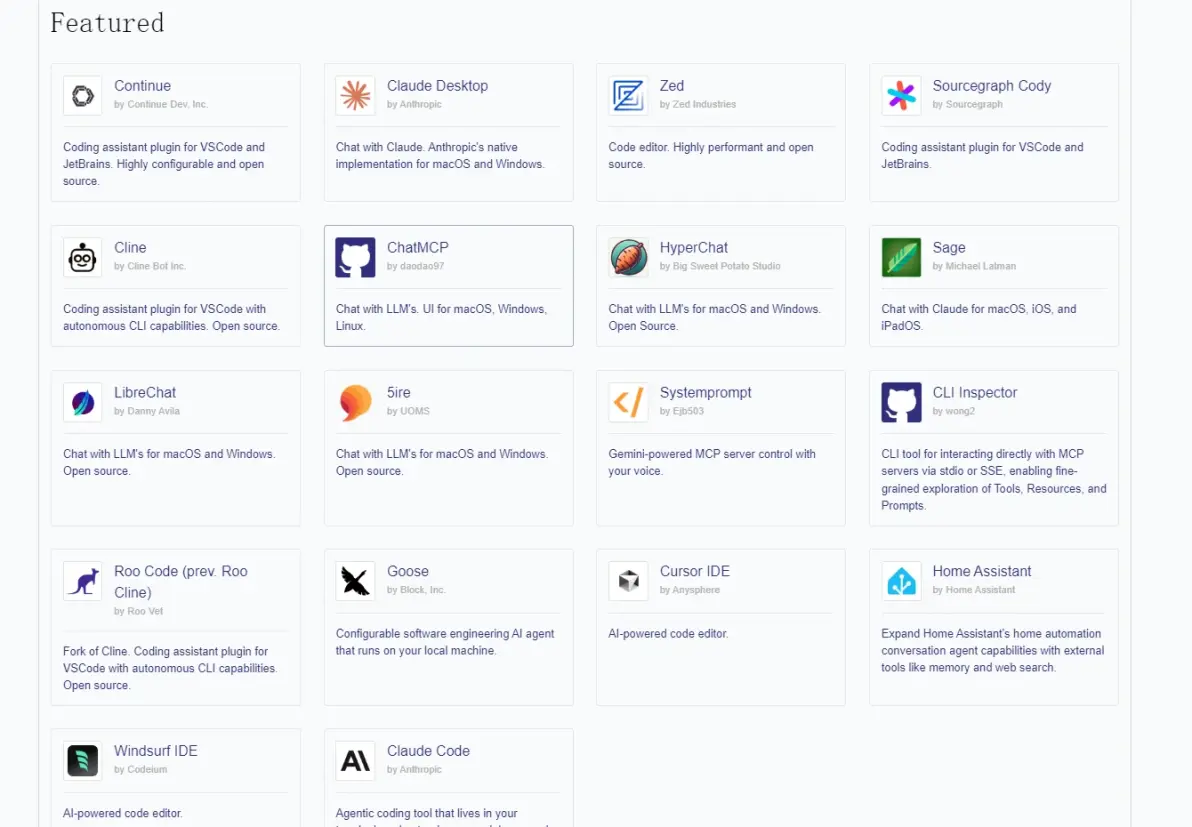 Featured
Continue
by Continue Dev, Inc.
Coding assistant plugin for VSCode and
JetBrains. Highly configurable and open
source.
Claude Desktop
by Anthropic
Chat with Claude. Anthropic's native
implementation for macOS and Windows.
Zed
by Zed Industries
Code editor. Highly performant and open
source.
Sourcegraph Cody
by Sourcegraph
Coding assistant plugin for VSCode and
JetBrains.
Cline
by Cline Bot Inc.
Coding assistant plugin for VSCode with
autonomous CLI capabilities. Open source.
ChatMCP
by daodao97
Chat with LLM's. UI for macOS, Windows,
Linux.
HyperChat
by Big Sweet Potato Studio
Chat with LLM's for macOS and Windows.
Open Source.
Sage
by Michael Latman
Chat with Claude for macOS, iOS, and
iPadOS.
LibreChat
by Danny Avila
Chat with LLM's for macOS and Windows.
Open source.
5ire
by UOMS
Chat with LLM's for macOS and Windows.
Open source.
Systemprompt
by Ejb503
Gemini-powered MCP server control with
your voice.
CLI Inspector
by wong2
CLI tool for interacting directly with MCP
servers via stdio or SSE, enabling fine-
grained exploration of Tools, Resources, and
Prompts.
Roo Code (prev. Roo
Cline)
by Roo Vet
Fork of Cline. Coding assistant plugin for
VSCode with autonomous CLI capabilities.
Open source.
Goose
by Block, Inc.
Configurable software engineering AI agent
that runs on your local machine.
Cursor IDE
by Anysphere
AI-powered code editor.
Home Assistant
by Home Assistant
Expand Home Assistant's home automation
conversation agent capabilities with external
tools like memory and web search.
Windsurf IDE
by Codeium
AI-powered code editor.
Claude Code
by Anthropic
Agentic coding tool that lives in your